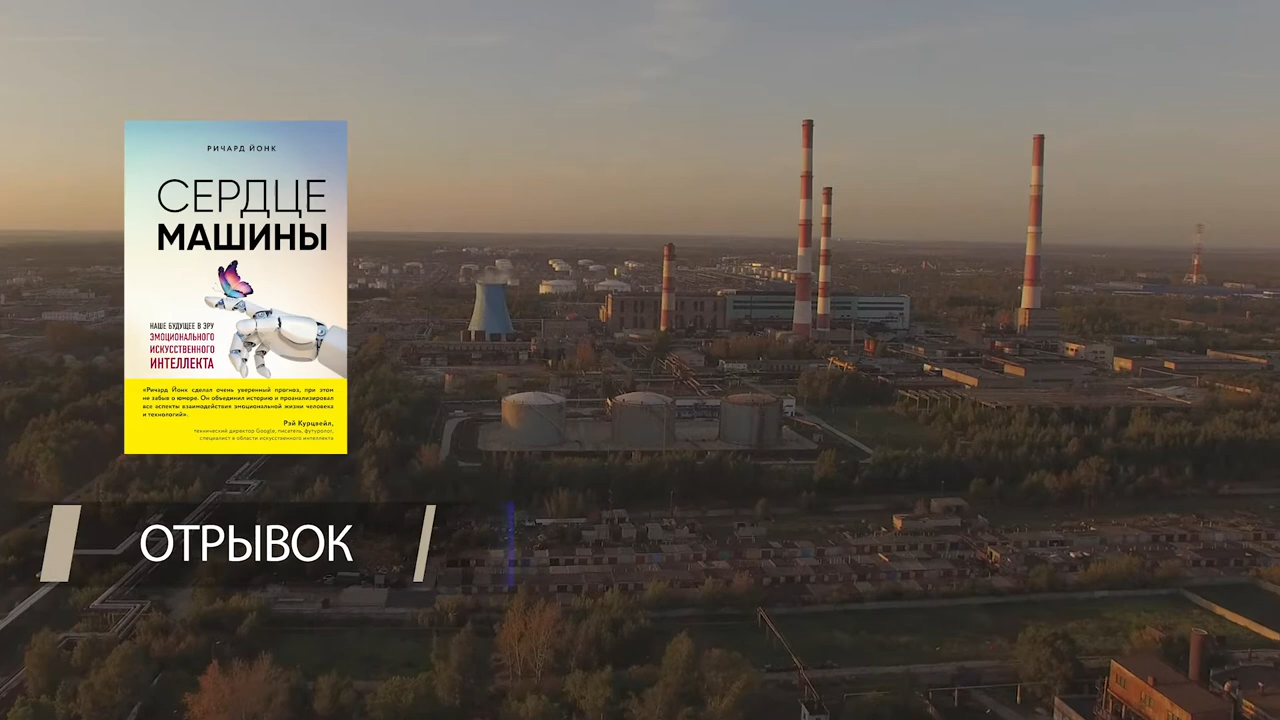 РИЧАРД ЙОНК
СЕРДЦЕ
МАШИНЫ
НАШЕ БУДУЩЕЕ В ЭРУ
ЭМОЦИОНАЛЬНОГО
ИСКУССТВЕННОГО
ИНТЕЛЛЕКТА
«Ричард Йонк сделал очень уверенный прогноз, при этом
не забыв о юморе. Он объединил историю и проанализировал
все аспекты взаимодействия эмоциональной жизни человека
и технологий».
Рэй Курцвейл,
технический директор Google, писатель, футуролог,
специалист в области искусственного интеллекта
ОТРЫВОК